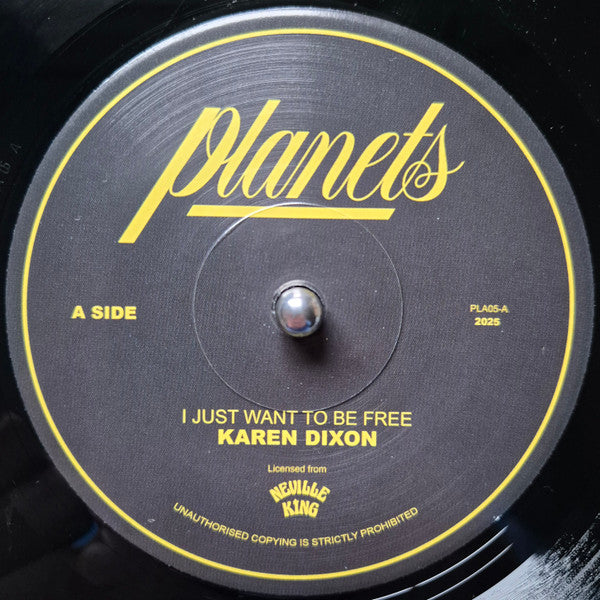 planets
A SIDE
PLA05-A
2025
I JUST WANT TO BE FREE
KAREN DIXON
Licensed from
NEVILLE
KING
UNAUTHORISED COPYING IS STRICTLY PROHIBITED